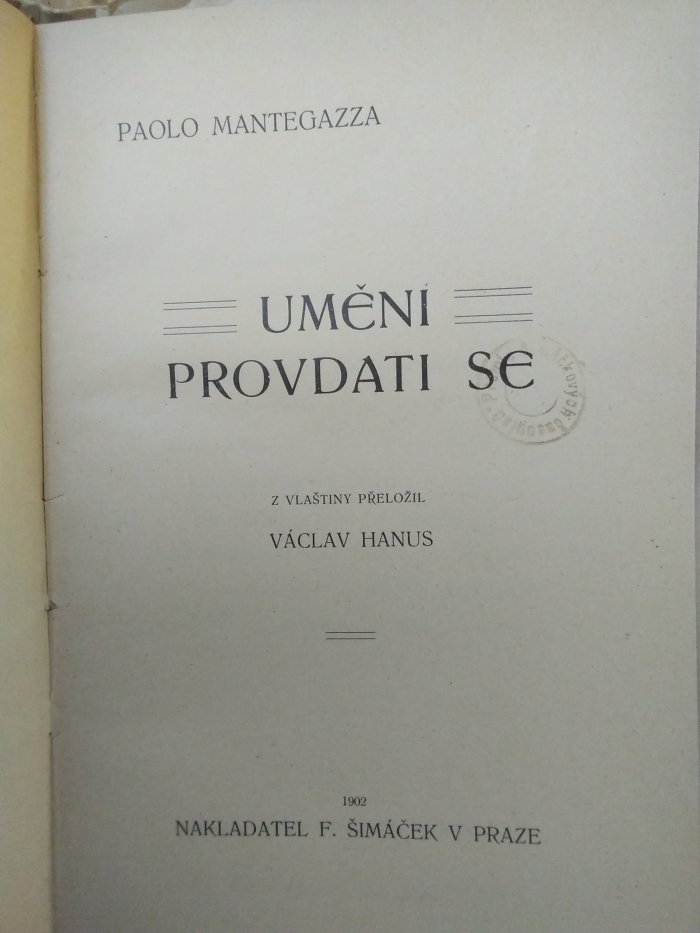 PAOLO MANTEGAZZA
UMĚNÍ
PROVDATI SE
Z VLAŠTINY PŘELOŽIL
VÁCLAV HANUS
1902
NAKLADATEL F. ŠIMÁČEK V PRAZE